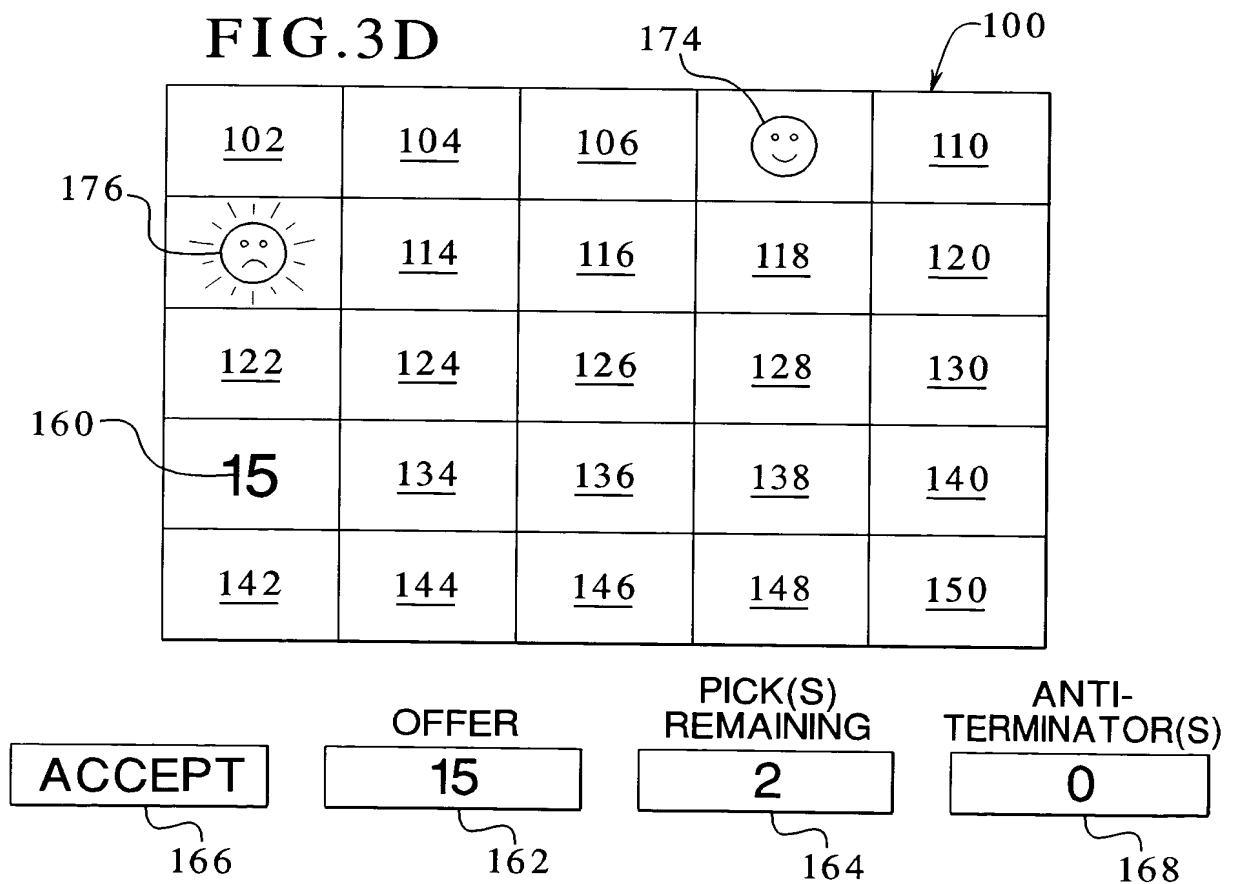 FIG.3D
174
100
102 104 106 110
176
114 116 118 120
122 124 126 128 130
160
15 134 136 138 140
142 144 146 148 150
PICK(S) ANTI-
OFFER REMAINING TERMINATOR(S)
ACCEPT 15 2 0
166 162 164 168